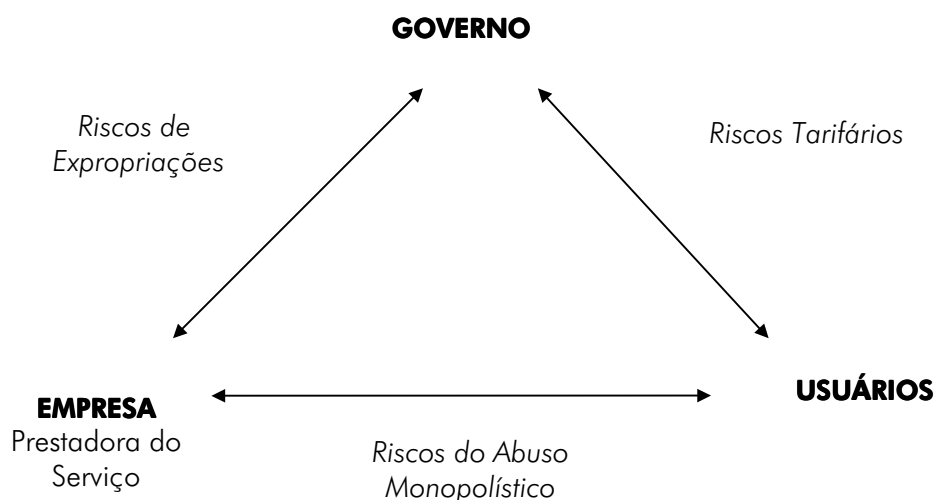 GOVERNO
Riscos de
Expropriações
Riscos Tarifários
EMPRESA
Prestadora do
Serviço
USUÁRIOS
Riscos do Abuso
Monopolístico